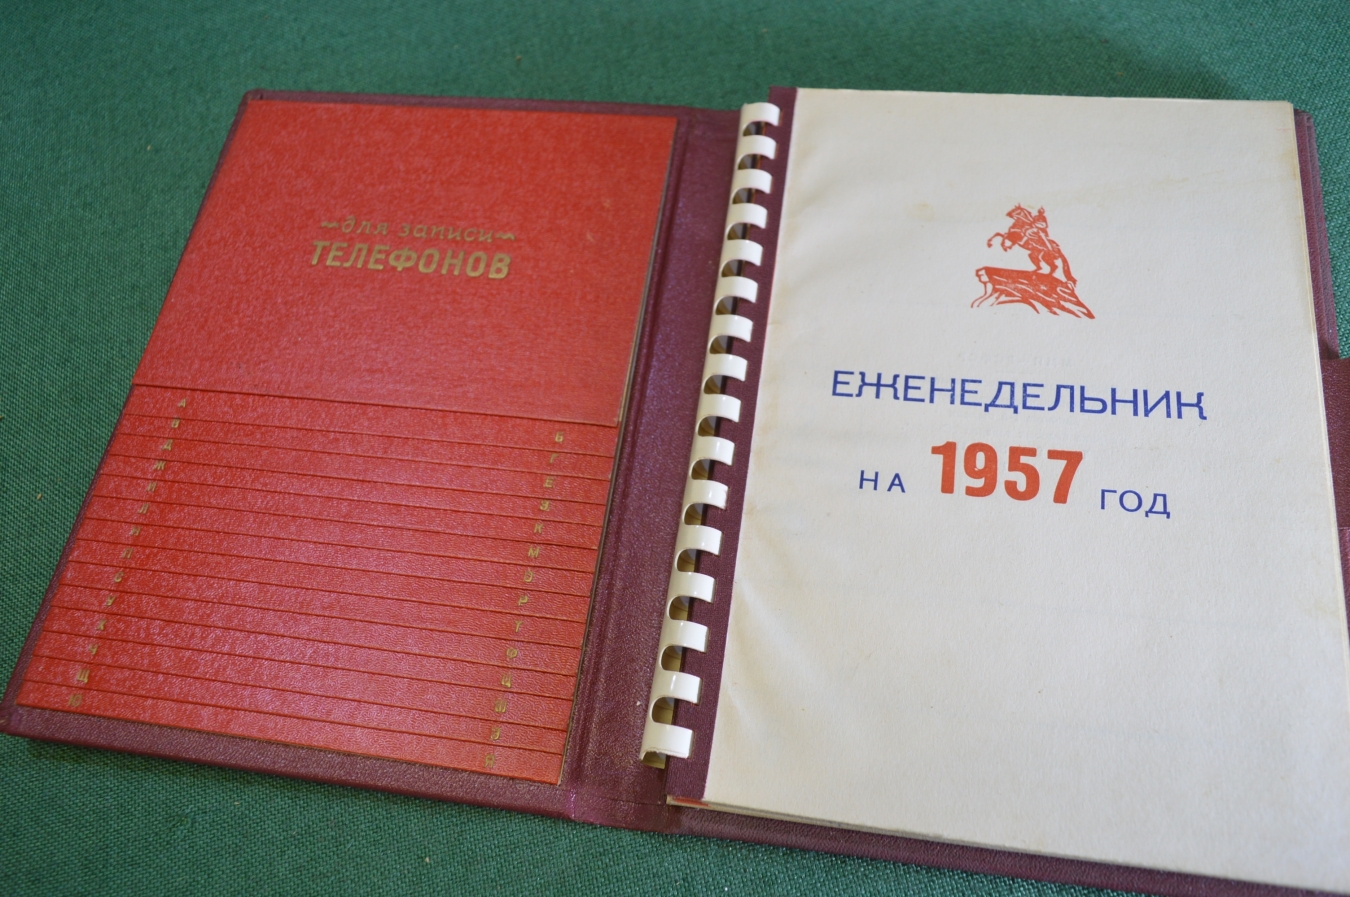 ~для записи~
ТЕЛЕФОНОВ
А
Б
В
Г
Д
Е
Ж
З
И
К
Л
М
Н
О
П
Р
С
Т
У
Ф
Х
Ц
Ч
Ш
Щ
Э
Ю
Я
ЕЖЕНЕДЕЛЬНИК
НА 1957 ГОД